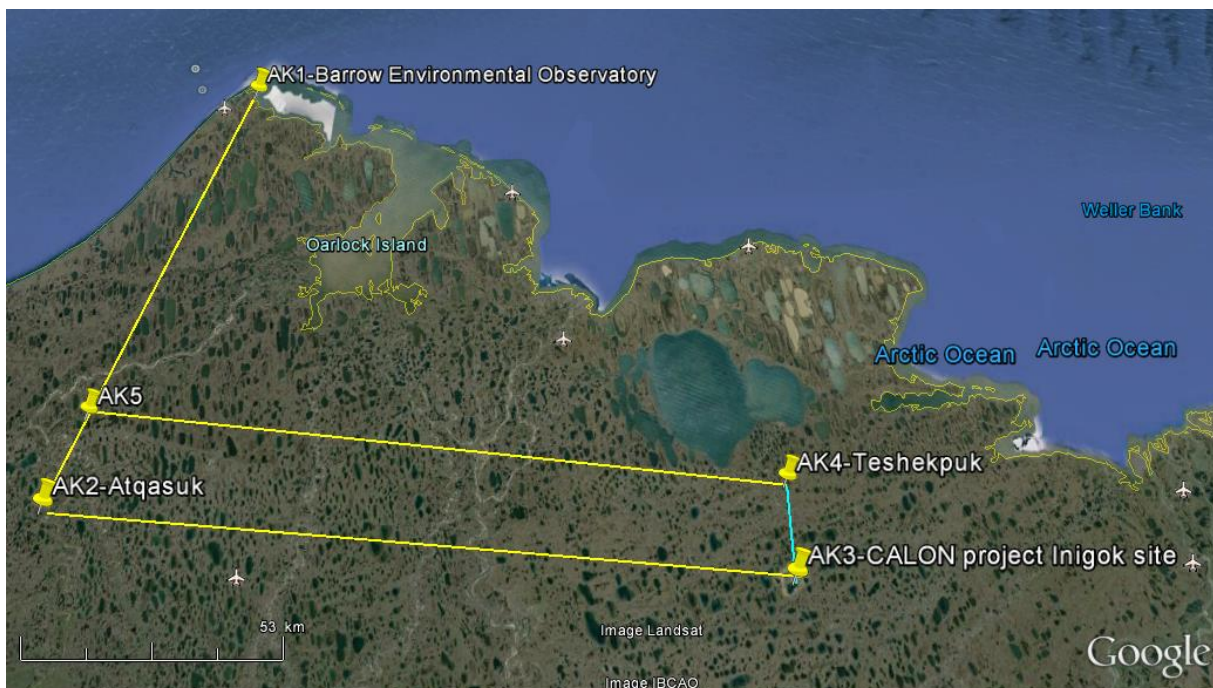 AK1-Barrow Environmental Observatory
Weller Bank
Oarlock Island
Arctic Ocean
Arctic Ocean
AK5
AK4-Teshekpuk
AK2-Atqasuk
AK3-CALON project Inigok site
53 km
Image Landsat
Google
Image IBCAO